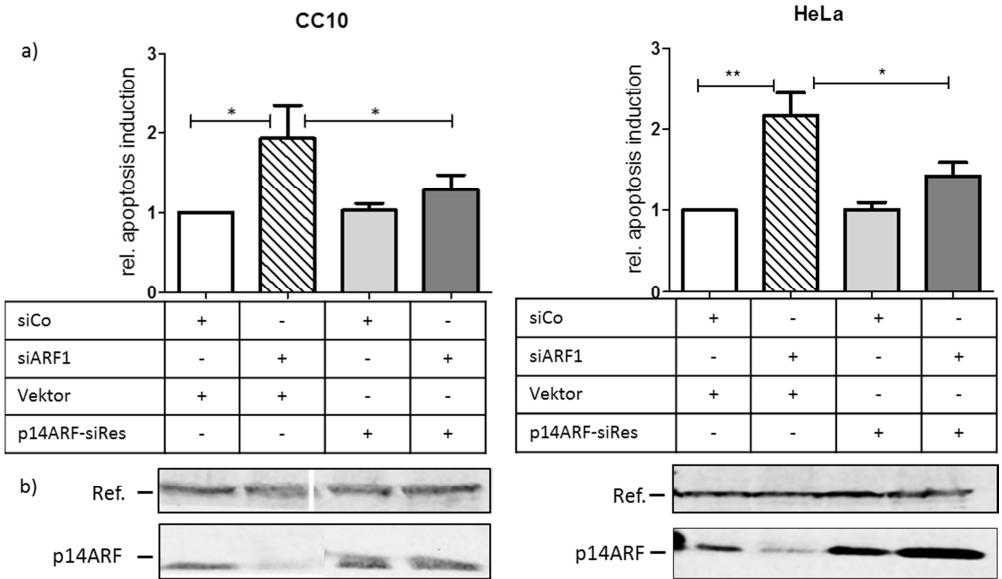 CC10
HeLa
a)
rel. apoptosis induction
3
2
1
0
* *
rel. apoptosis induction
3
2
1
0
** *
siCo + - + -
siARF1 - + - +
Vektor + + - -
p14ARF-siRes - - + +
siCo + - + -
siARF1 - + - +
Vektor + + - -
p14ARF-siRes - - + +
b)
Ref.
p14ARF
Ref.
p14ARF